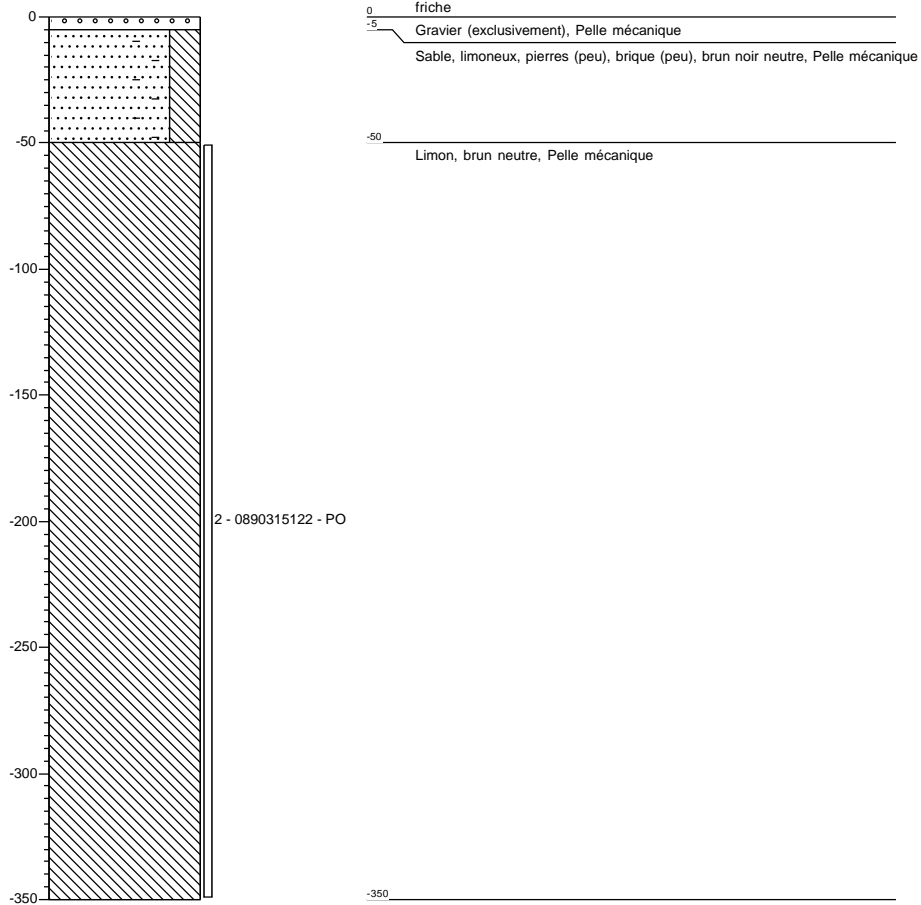 0
-50
-100
-150
-200
-250
-300
-350
2 - 0890315122 - PO
0
friche
-5
Gravier (exclusivement), Pelle mécanique
Sable, limoneux, pierres (peu), brique (peu), brun noir neutre, Pelle mécanique
-50
Limon, brun neutre, Pelle mécanique
-350